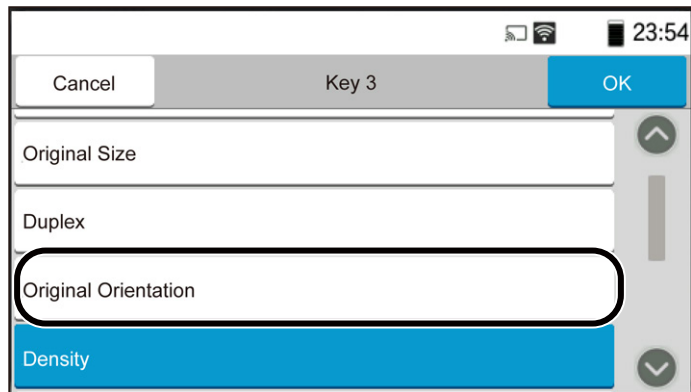 23:54
Cancel
Key 3
OK
Original Size
Duplex
Original Orientation
Density